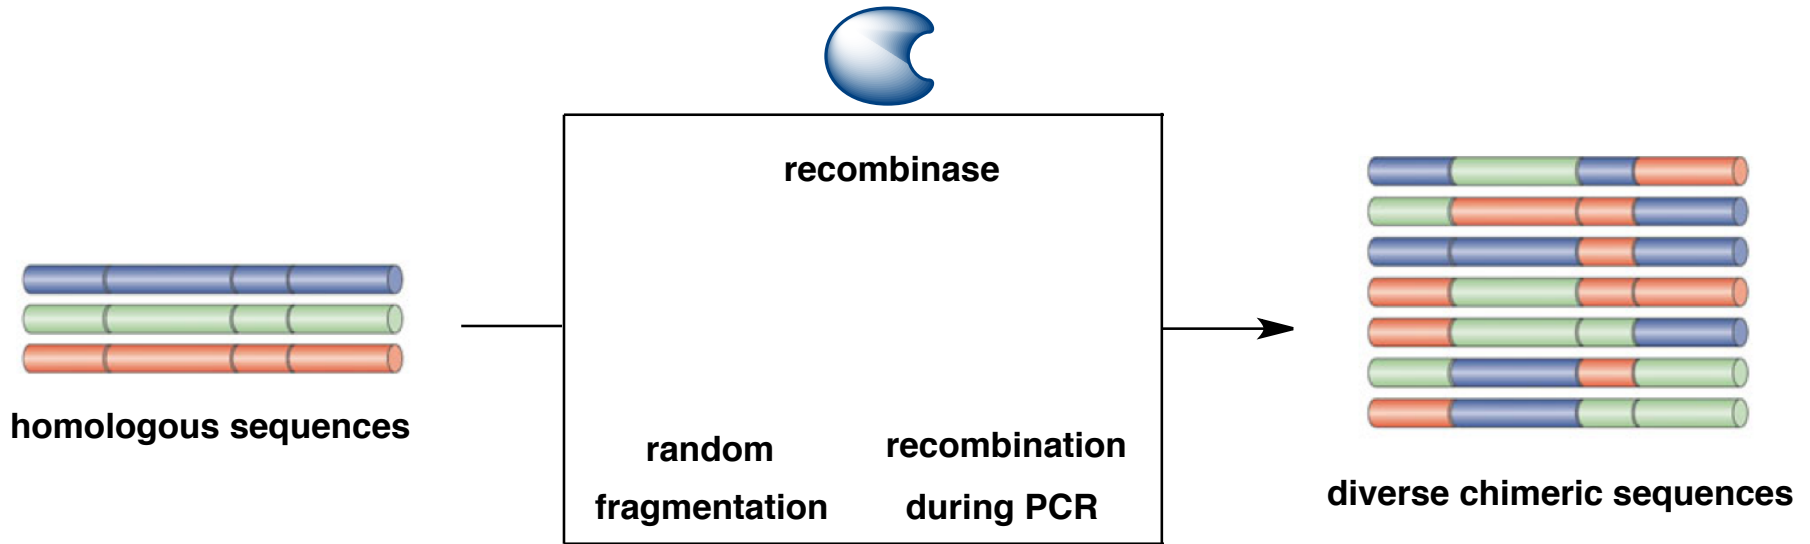 recombinase
homologous sequences
random
fragmentation
recombination
during PCR
diverse chimeric sequences